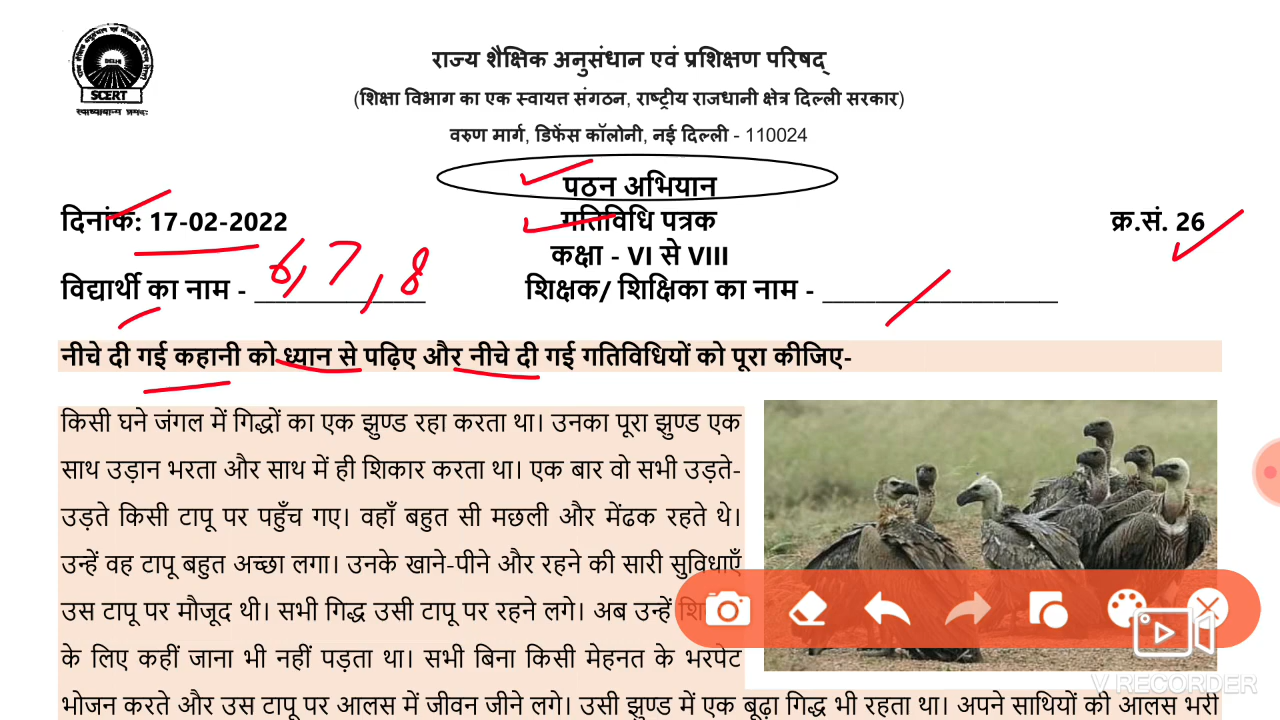 राज्य शैक्षिक अनुसंधान एवं प्रशिक्षण परिषद्
(शिक्षा विभाग का एक स्वायत्त संगठन, राष्ट्रीय राजधानी क्षेत्र दिल्ली सरकार)
वरुण मार्ग, डिफेंस कॉलोनी, नई दिल्ली - 110024
DELHI
SCERT
पठन अभियान
दिनांक: 17-02-2022 गतिविधि पत्रक क्र.सं. 26
कक्षा - VI से VIII
6, 7, 8
विद्यार्थी का नाम - ____________ शिक्षक/ शिक्षिका का नाम - ________________
नीचे दी गई कहानी को ध्यान से पढ़िए और नीचे दी गई गतिविधियों को पूरा कीजिए-
किसी घने जंगल में गिद्धों का एक झुण्ड रहा करता था। उनका पूरा झुण्ड एक
साथ उड़ान भरता और साथ में ही शिकार करता था। एक बार वो सभी उड़ते-
उड़ते किसी टापू पर पहुँच गए। वहाँ बहुत सी मछली और मेंढक रहते थे।
उन्हें वह टापू बहुत अच्छा लगा। उनके खाने-पीने और रहने की सारी सुविधाएँ
उस टापू पर मौजूद थी। सभी गिद्ध उसी टापू पर रहने लगे। अब उन्हें
के लिए कहीं जाना भी नहीं पड़ता था। सभी बिना किसी मेहनत के भरपेट
भोजन करते और उस टापू पर आलस में जीवन जीने लगे। उसी झुण्ड में एक बूढ़ा गिद्ध भी रहता था। अपने साथियों की आलस भरी
V RECORDER